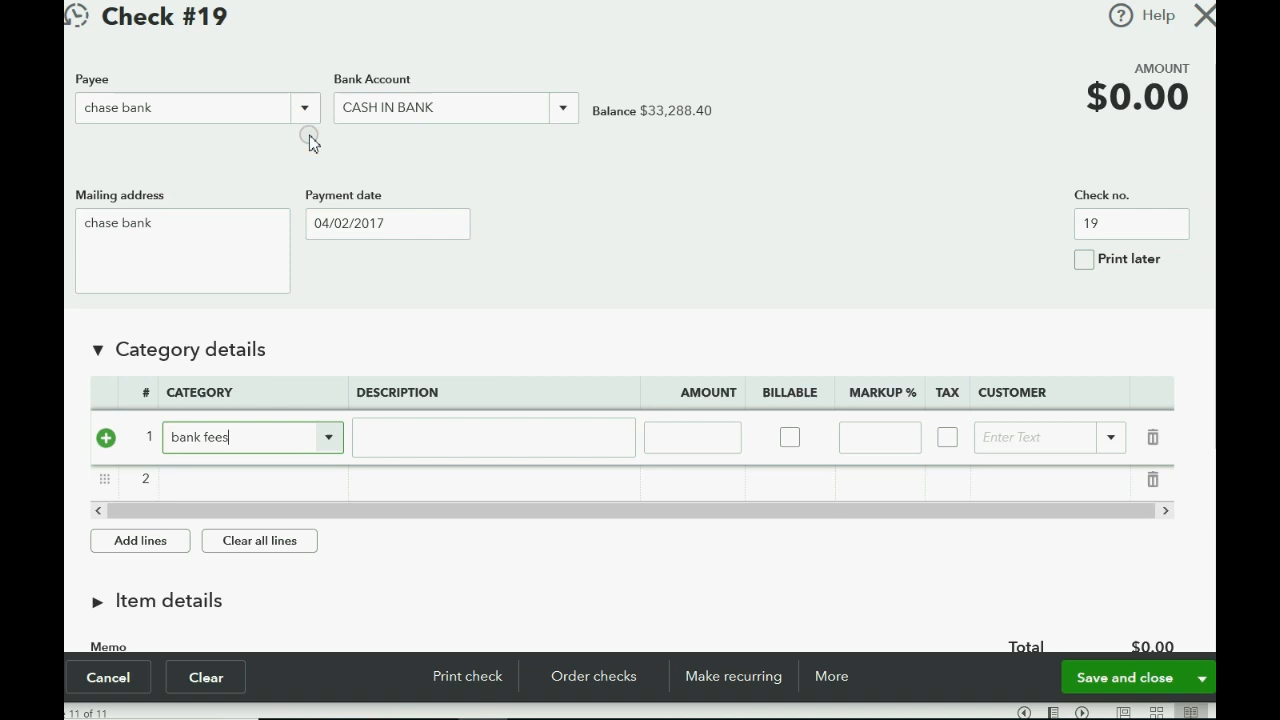 Check #19
Help
Payee
Bank Account
AMOUNT
$0.00
chase bank
CASH IN BANK
Balance $33,288.40
Mailing address
Payment date
Check no.
chase bank
04/02/2017
19
Print later
Category details
# CATEGORY DESCRIPTION AMOUNT BILLABLE MARKUP % TAX CUSTOMER
1 bank fees Enter Text
2
Add lines
Clear all lines
Item details
Memo
Total $0.00
Cancel
Clear
Print check
Order checks
Make recurring
More
Save and close
11 of 11